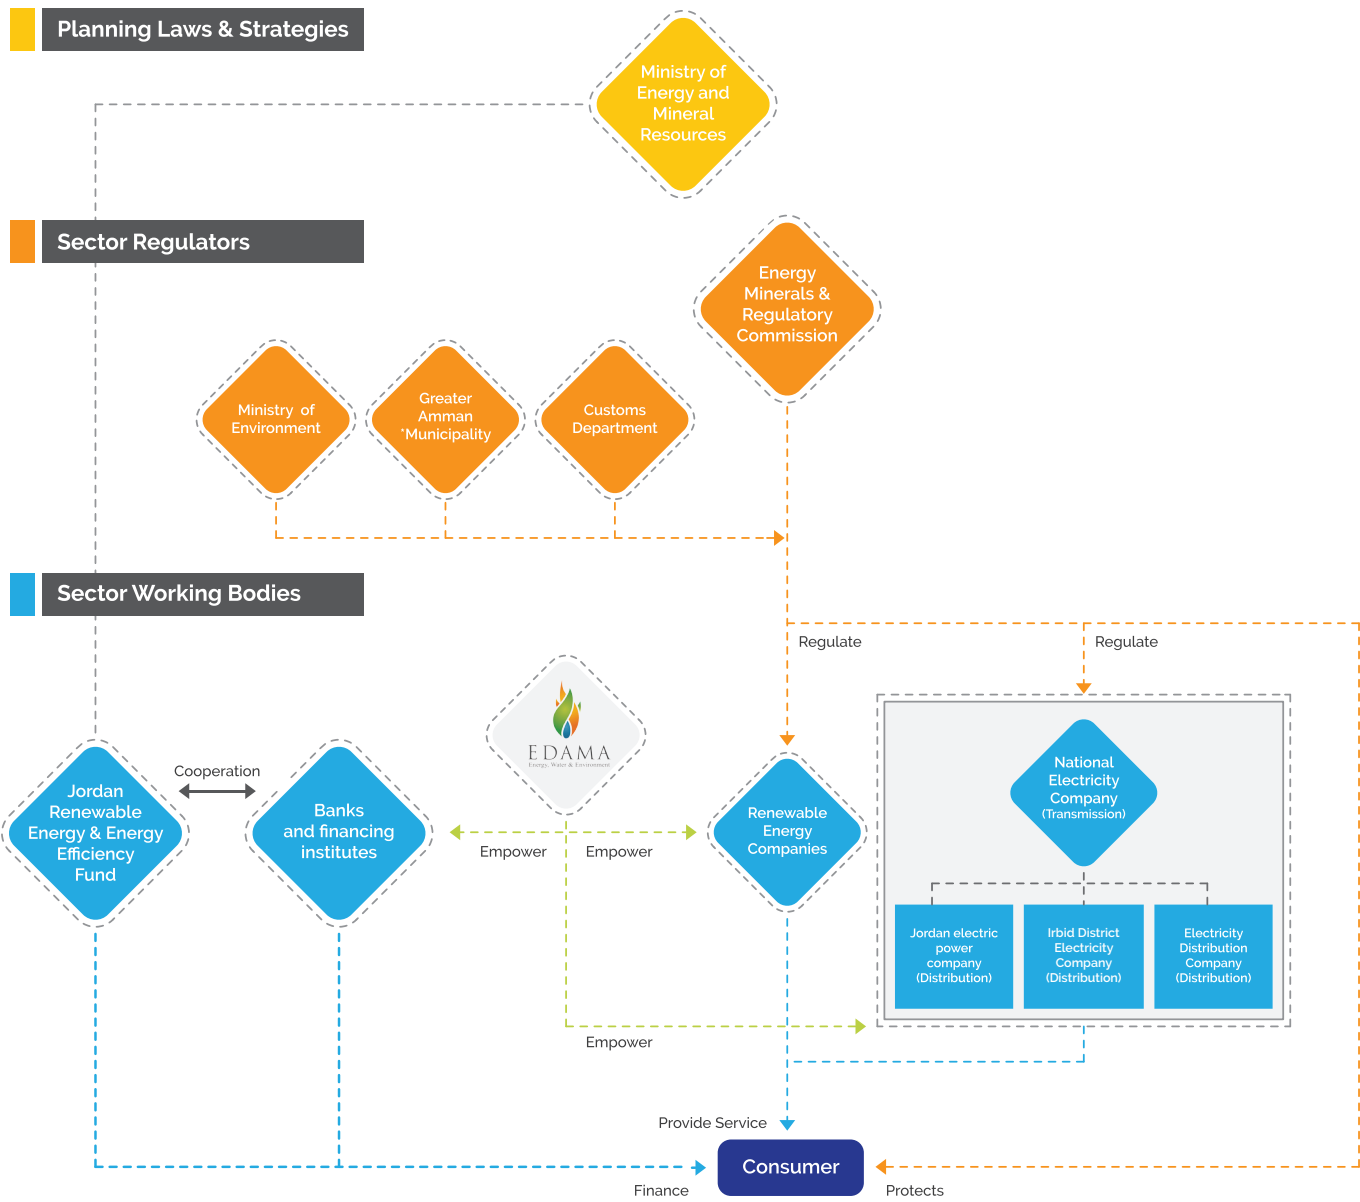 Planning Laws & Strategies
Ministry of
Energy and
Mineral
Resources
Sector Regulators
Energy
Minerals &
Regulatory
Commission
Ministry of
Environment
Greater
Amman
*Municipality
Customs
Department
Sector Working Bodies
Regulate
Regulate
EDAMA
Energy, Water & Environment
National
Electricity
Company
(Transmission)
Cooperation
Jordan
Renewable
Energy & Energy
Efficiency
Fund
Banks
and financing
institutes
Empower
Empower
Renewable
Energy
Companies
Jordan electric
power
company
(Distribution)
Irbid District
Electricity
Company
(Distribution)
Electricity
Distribution
Company
(Distribution)
Empower
Provide Service
Consumer
Finance
Protects